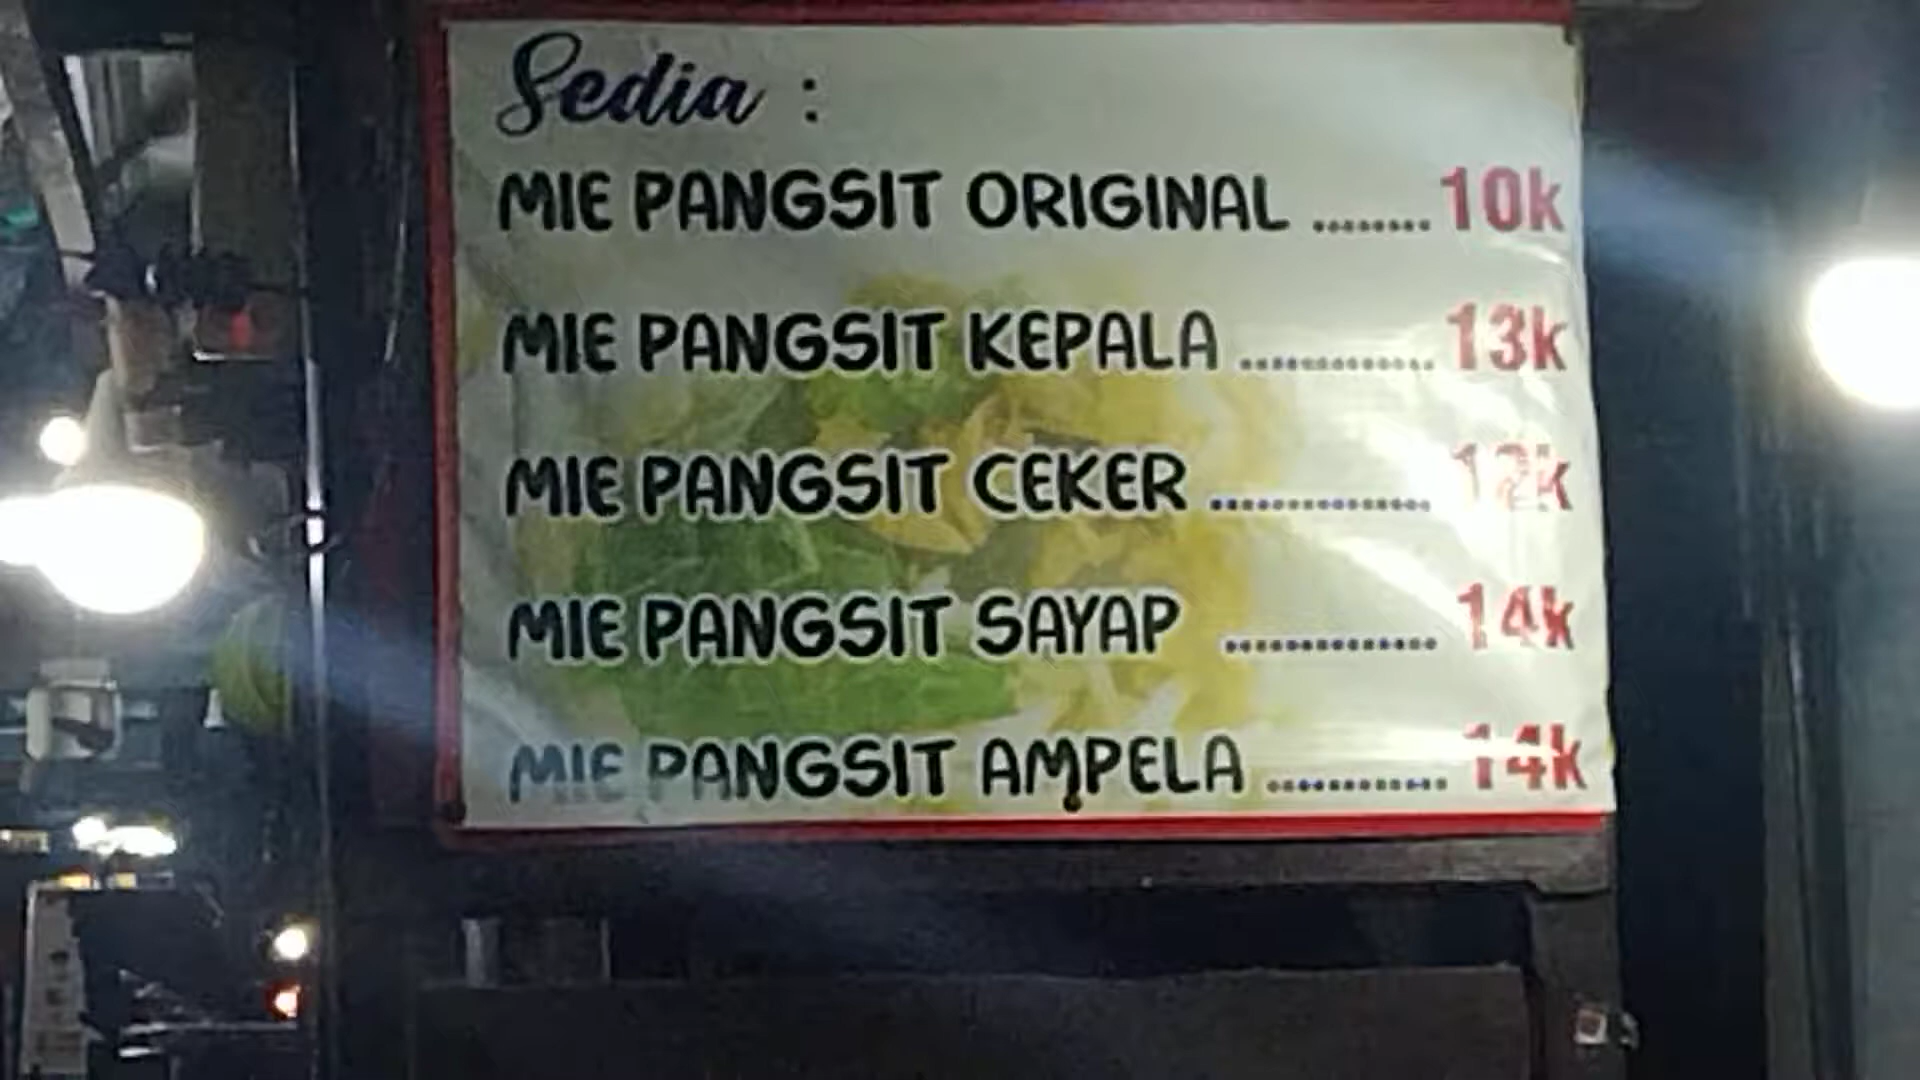 Sedia :
MIE PANGSIT ORIGINAL ........ 10k
MIE PANGSIT KEPALA ............. 13k
MIE PANGSIT CEKER ............... 12k
MIE PANGSIT SAYAP .............. 14k
MIE PANGSIT AMPELA ............ 14k